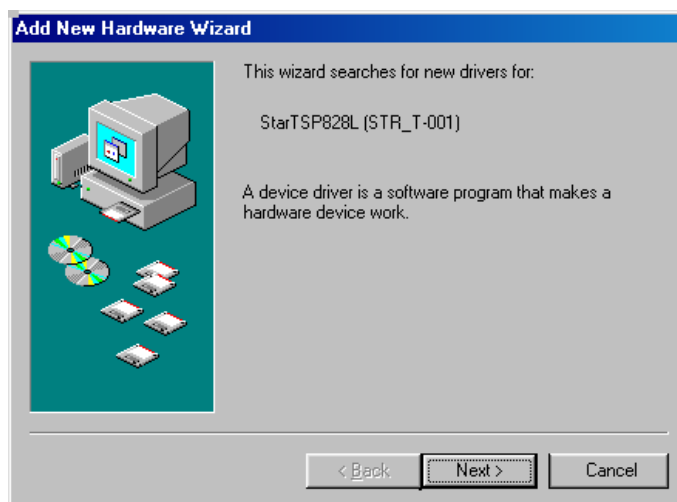 Add New Hardware Wizard
This wizard searches for new drivers for:
StarTSP828L (STR_T-001)
A device driver is a software program that makes a
hardware device work.
< Back
Next >
Cancel